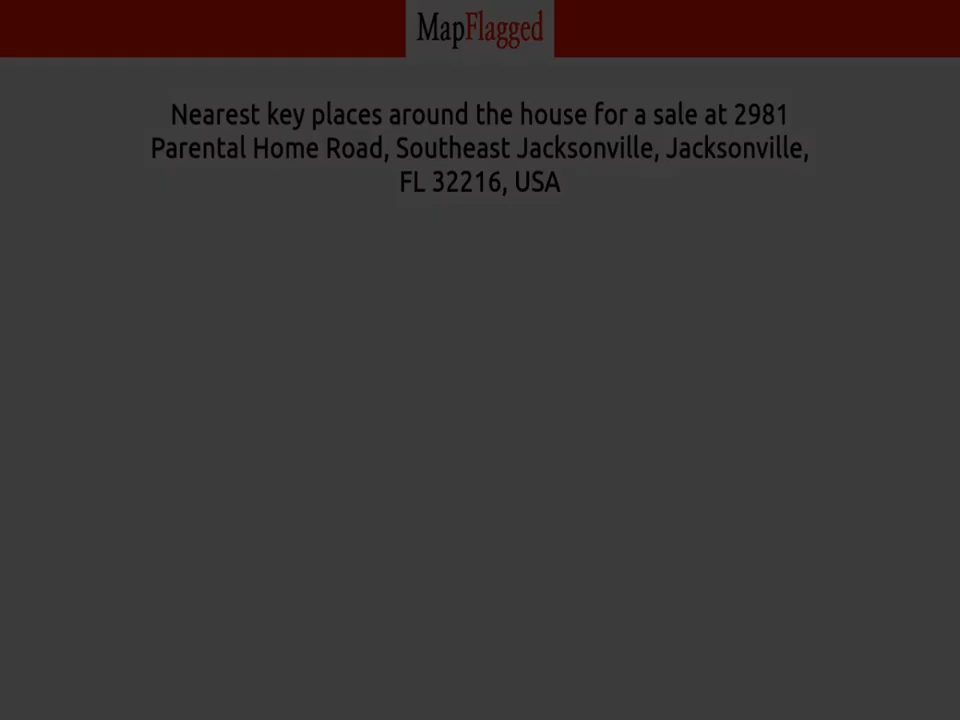 MapFlagged
Nearest key places around the house for a sale at 2981
Parental Home Road, Southeast Jacksonville, Jacksonville,
FL 32216, USA